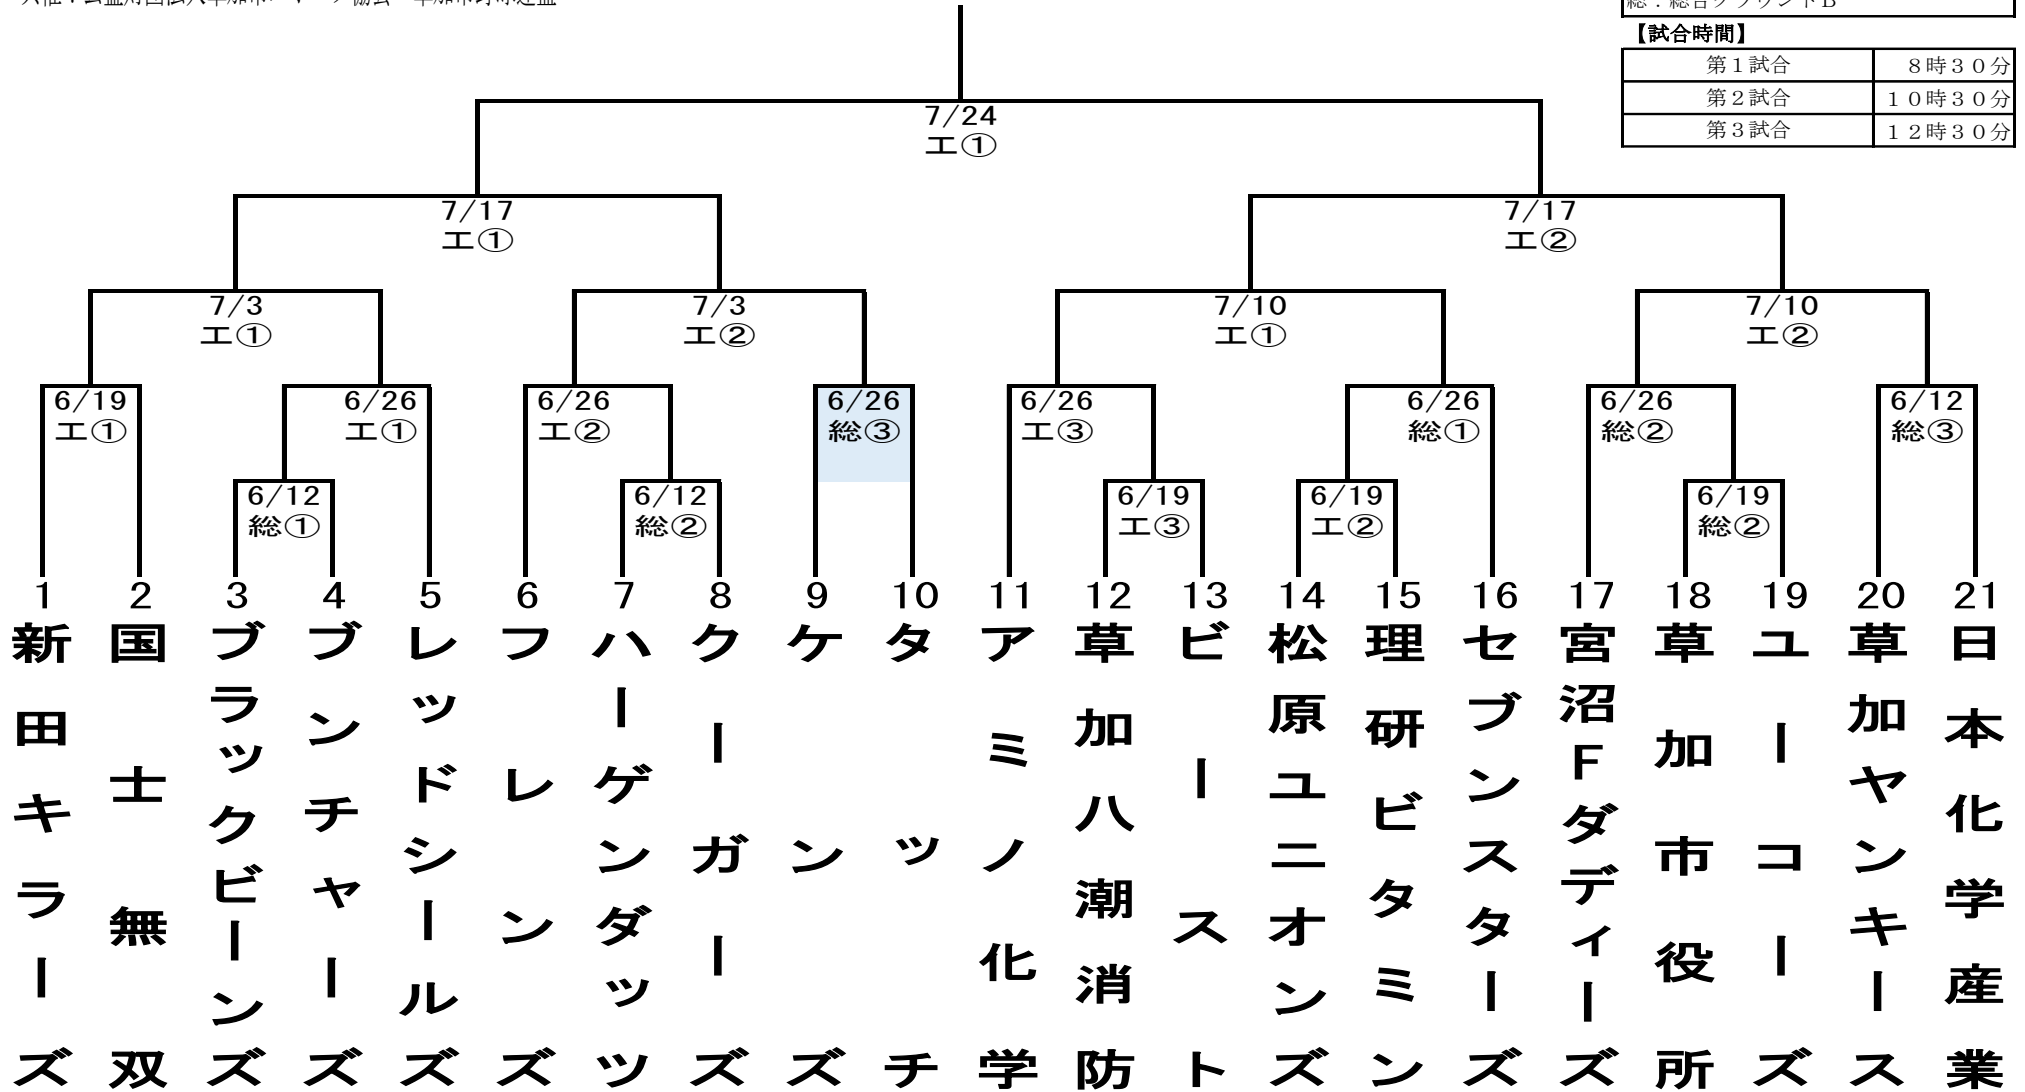 【試合時間】
第１試合 ８時３０分
第２試合 １０時３０分
第３試合 １２時３０分
7/24
エ①
7/17
エ①
7/17
エ②
7/3
エ①
7/3
エ②
7/10
エ①
7/10
エ②
6/19
エ①
6/26
エ①
6/26
エ②
6/26
総③
6/26
エ③
6/26
総①
6/26
総②
6/12
総③
6/12
総①
6/12
総②
6/19
エ③
6/19
エ②
6/19
総②
1 新田キラーズ
2 国士無双
3 ブラックビーンズ
4 ブンチャーズ
5 レッドシールズ
6 フレンズ
7 ハーゲンダッツ
8 クーガーズ
9 ケンズ
10 タッチ
11 アミノ化学
12 草加八潮消防
13 ビースト
14 松原ユニオンズ
15 理研ビタミン
16 セブンスターズ
17 宮沼Fダディーズ
18 草加市役所
19 ユーコーズ
20 草加ヤンキース
21 日本化学産業